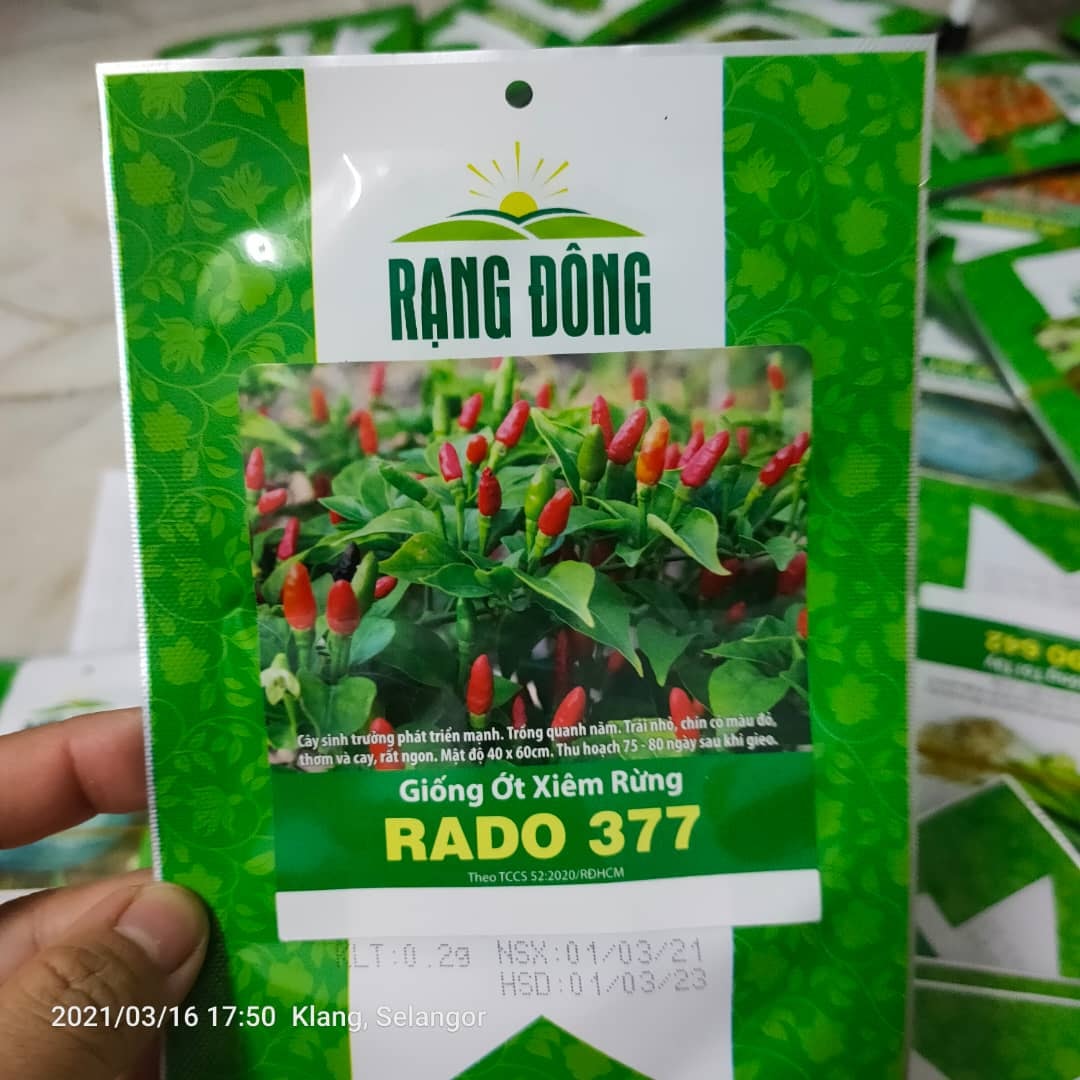 RẠNG ĐÔNG
Cây sinh trưởng phát triển mạnh. Trồng quanh năm. Trái nhỏ, chín có màu đỏ,
thơm và cay, rất ngon. Mật độ 40 x 60cm. Thu hoạch 75 - 80 ngày sau khi gieo.
Giống Ớt Xiêm Rừng
RADO 377
Theo TCCS 52:2020/RĐHCM
KLT:0.2g NSX:01/03/21
HSD:01/03/23
2021/03/16 17:50 Klang, Selangor